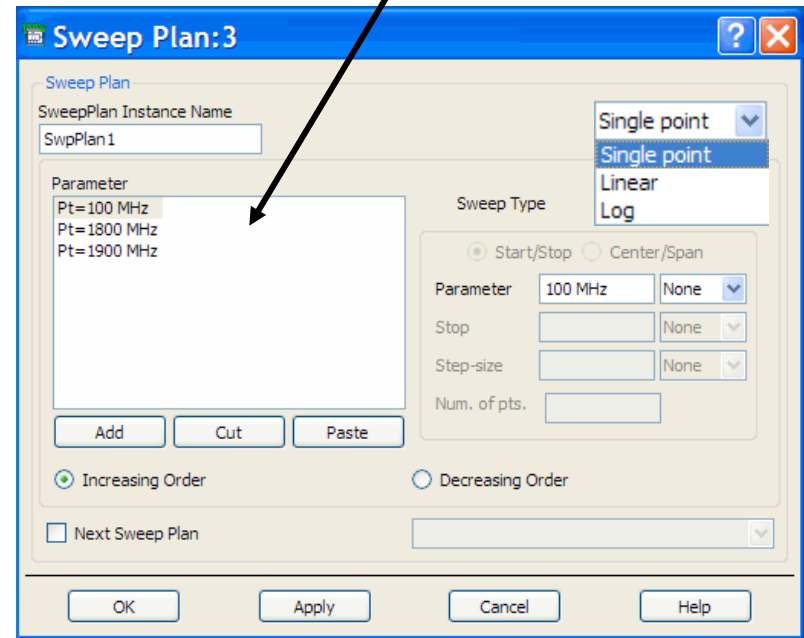 Sweep Plan:3
?
Sweep Plan
SweepPlan Instance Name
SwpPlan1
Single point
Single point
Linear
Log
Parameter
Pt=100 MHz
Pt=1800 MHz
Pt=1900 MHz
Sweep Type
Start/Stop Center/Span
Parameter 100 MHz None
Stop None
Step-size None
Num. of pts.
Add Cut Paste
Increasing Order Decreasing Order
Next Sweep Plan
OK Apply Cancel Help